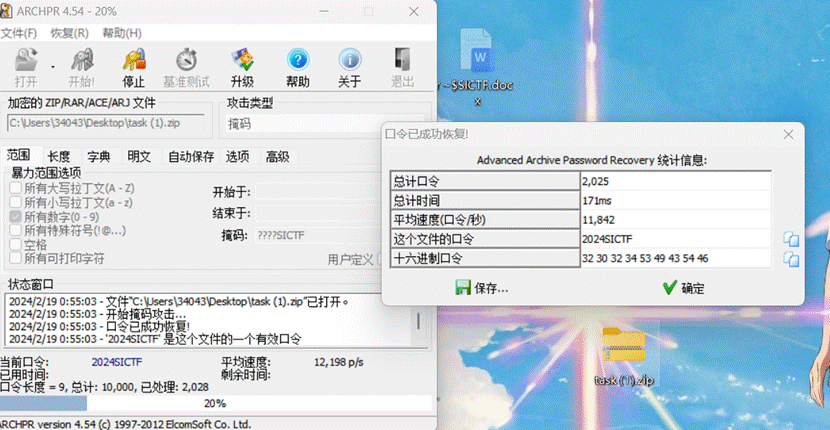 ARCHPR 4.54 - 20%
文件(F) 恢复(R) 帮助(H)
打开 开始! 停止 基准测试 升级 帮助 关于 退出
加密的 ZIP/RAR/ACE/ARJ 文件
C:\Users\34043\Desktop\task (1).zip
攻击类型
掩码
范围 长度 字典 明文 自动保存 选项 高级
暴力范围选项
所有大写拉丁文(A - Z)
所有小写拉丁文(a - z)
所有数字(0 - 9)
所有特殊符号(!@...)
空格
所有可打印字符
开始于:
结束于:
掩码: ????SICTF
用户定义
状态窗口
2024/2/19 0:55:03 - 文件"C:\Users\34043\Desktop\task (1).zip"已打开。
2024/2/19 0:55:03 - 开始掩码攻击...
2024/2/19 0:55:03 - 口令已成功恢复!
2024/2/19 0:55:03 - '2024SICTF' 是这个文件的一个有效口令
当前口令: 2024SICTF 平均速度: 12,198 p/s
已用时间: 剩余时间:
口令长度 = 9, 总计: 10,000, 已处理: 2,028
20%
ARCHPR version 4.54 (c) 1997-2012 ElcomSoft Co. Ltd.
r ~$SICTF.doc
x
口令已成功恢复!
Advanced Archive Password Recovery 统计信息:
总计口令 2,025
总计时间 171ms
平均速度(口令/秒) 11,842
这个文件的口令 2024SICTF
十六进制口令 32 30 32 34 53 49 43 54 46
保存... 确定
task (1).zip